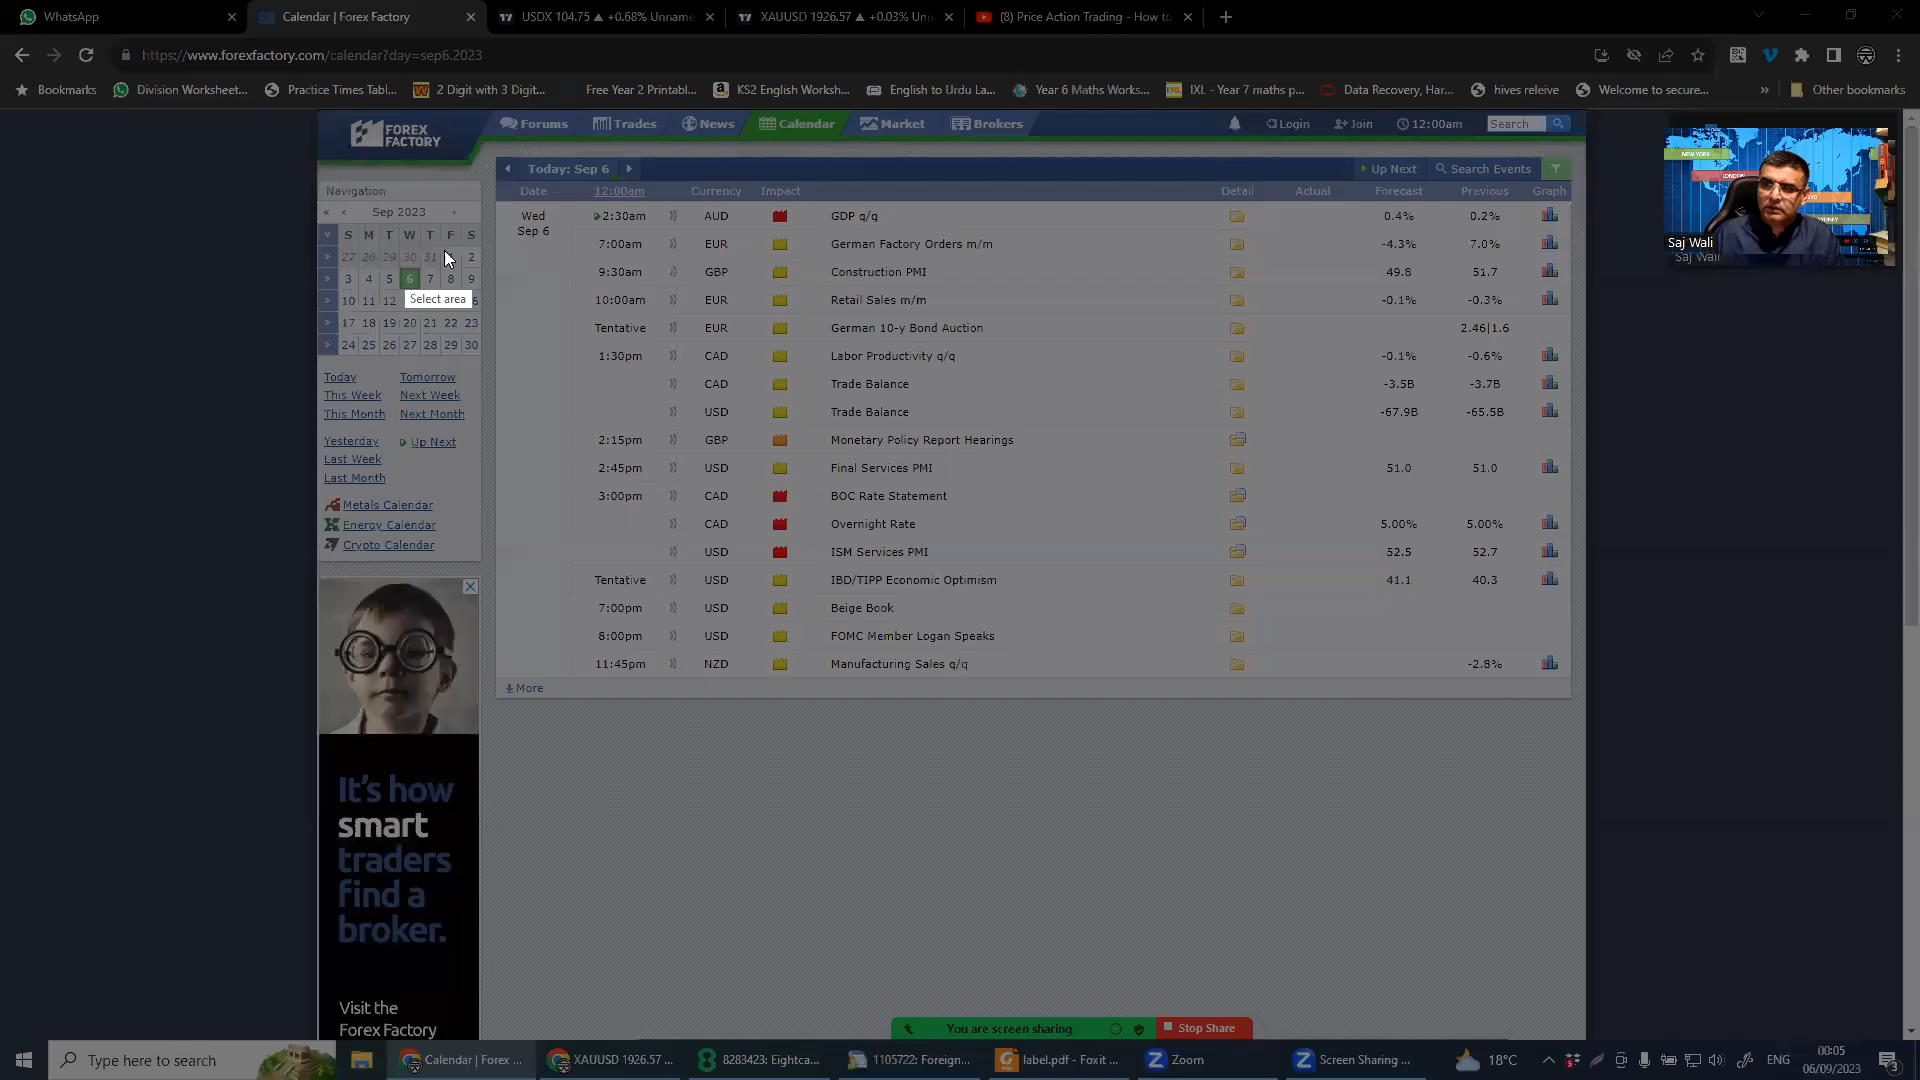 WhatsApp
Calendar | Forex Factory
USDX 104.75 ▲ +0.68% Unname
XAUUSD 1926.57 ▲ +0.03% Unn
(8) Price Action Trading - How to
https://www.forexfactory.com/calendar?day=sep6.2023
Bookmarks
Division Worksheet...
Practice Times Tabl...
2 Digit with 3 Digit...
Free Year 2 Printabl...
KS2 English Worksh...
English to Urdu La...
Year 6 Maths Works...
IXL - Year 7 maths p...
Data Recovery, Har...
hives releive
Welcome to secure...
Other bookmarks
FOREX FACTORY
Forums
Trades
News
Calendar
Market
Brokers
Login
Join
12:00am
Search
Navigation
Sep 2023
S M T W T F S
27 28 29 30 31 2
3 4 5 6 7 8 9
10 11 12 6
17 18 19 20 21 22 23
24 25 26 27 28 29 30
Select area
Today Tomorrow
This Week Next Week
This Month Next Month
Yesterday Up Next
Last Week
Last Month
Metals Calendar
Energy Calendar
Crypto Calendar
It's how
smart
traders
find a
broker.
Visit the
Forex Factory
Today: Sep 6
Up Next
Search Events
Date 12:00am Currency Impact Detail Actual Forecast Previous Graph
Wed
Sep 6
2:30am AUD GDP q/q 0.4% 0.2%
7:00am EUR German Factory Orders m/m -4.3% 7.0%
9:30am GBP Construction PMI 49.8 51.7
10:00am EUR Retail Sales m/m -0.1% -0.3%
Tentative EUR German 10-y Bond Auction 2.46|1.6
1:30pm CAD Labor Productivity q/q -0.1% -0.6%
CAD Trade Balance -3.5B -3.7B
USD Trade Balance -67.9B -65.5B
2:15pm GBP Monetary Policy Report Hearings
2:45pm USD Final Services PMI 51.0 51.0
3:00pm CAD BOC Rate Statement
CAD Overnight Rate 5.00% 5.00%
USD ISM Services PMI 52.5 52.7
Tentative USD IBD/TIPP Economic Optimism 41.1 40.3
7:00pm USD Beige Book
8:00pm USD FOMC Member Logan Speaks
11:45pm NZD Manufacturing Sales q/q -2.8%
More
NEW YORK
LONDON
SYDNEY
Saj Wali
Saj Wali
You are screen sharing
Stop Share
Type here to search
Calendar | Forex ...
XAUUSD 1926.57 ...
8283423: Eightca...
1105722: Foreign...
label.pdf - Foxit ...
Zoom
Screen Sharing ...
18°C
ENG
00:05
06/09/2023
3